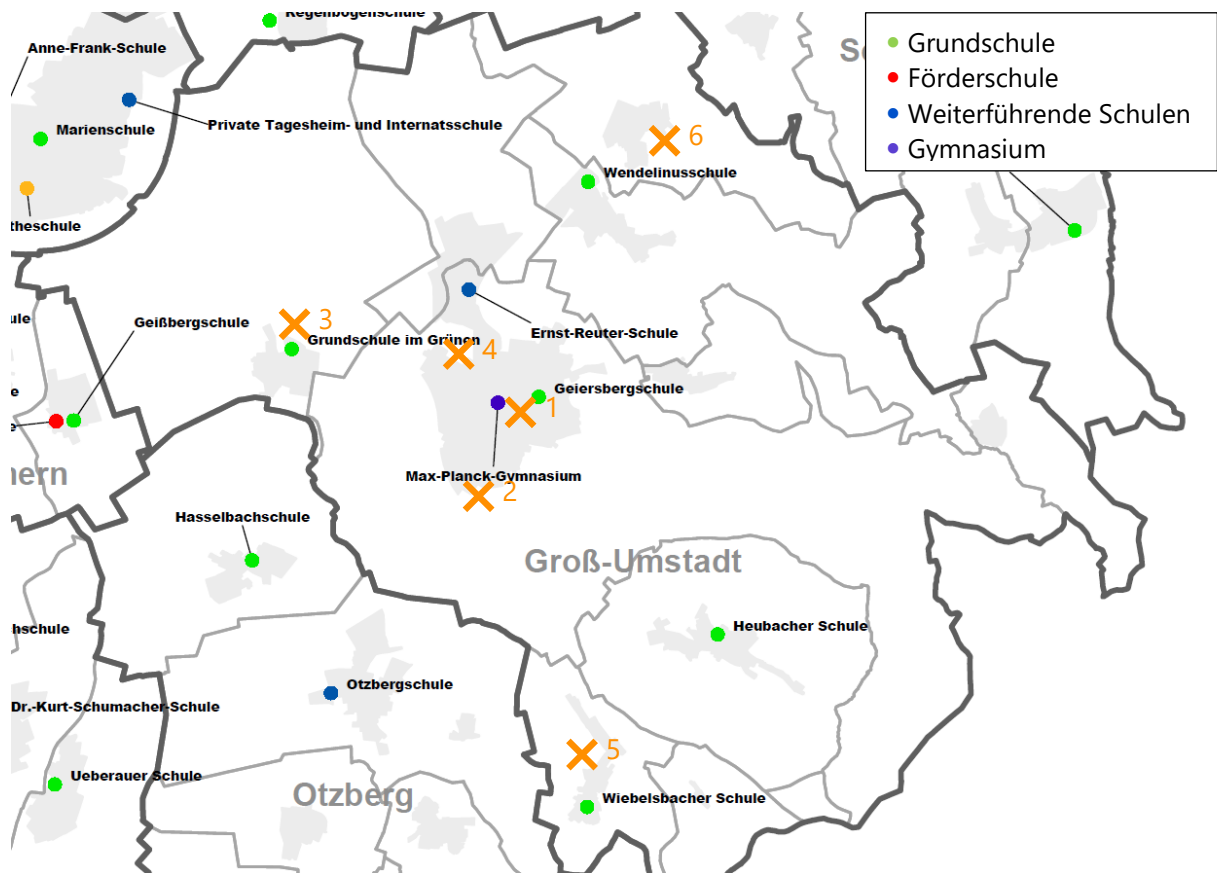 Regenbogenschule
Anne-Frank-Schule
Grundschule
Förderschule
Weiterführende Schulen
Gymnasium
Private Tagesheim- und Internatsschule
Marienschule
6
Wendelinusschule
theschule
Geißbergschule
3
Grundschule im Grünen
Ernst-Reuter-Schule
4
Geiersbergschule
1
Max-Planck-Gymnasium
2
Hasselbachschule
Groß-Umstadt
Heubacher Schule
Otzbergschule
Dr.-Kurt-Schumacher-Schule
5
Ueberauer Schule
Otzberg
Wiebelsbacher Schule